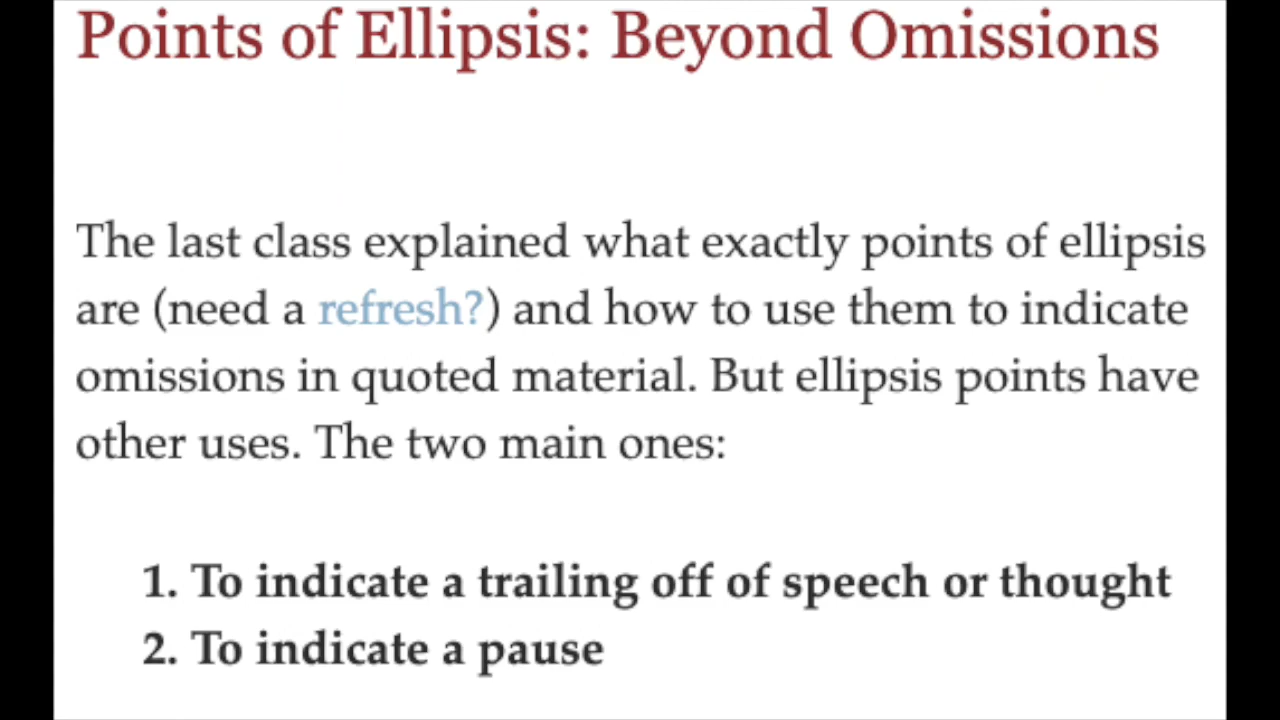 Points of Ellipsis: Beyond Omissions
The last class explained what exactly points of ellipsis
are (need a refresh?) and how to use them to indicate
omissions in quoted material. But ellipsis points have
other uses. The two main ones:
1. To indicate a trailing off of speech or thought
2. To indicate a pause